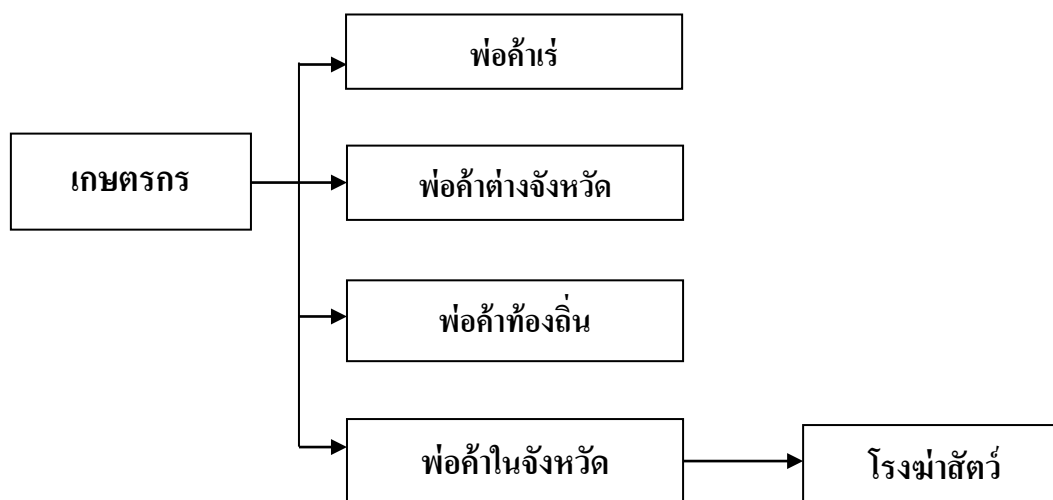 พ่อค้าเร่
เกษตรกร
พ่อค้าต่างจังหวัด
พ่อค้าท้องถิ่น
พ่อค้าในจังหวัด
โรงฆ่าสัตว์